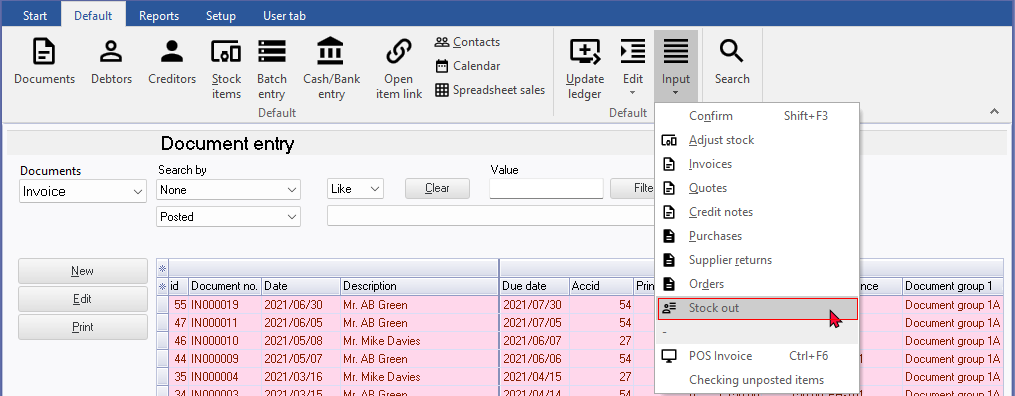 Start Default Reports Setup User tab
Documents Debtors Creditors Stock items Batch entry Cash/Bank entry Open item link Contacts Calendar Spreadsheet sales Update ledger Edit Input Search
Default Default
Confirm Shift+F3
Adjust stock
Invoices
Quotes
Credit notes
Purchases
Supplier returns
Orders
Stock out
-
POS Invoice Ctrl+F6
Checking unposted items
Document entry
Documents Search by Value
Invoice None Like Clear Filte
Posted
New
Edit
Print
id Document no. Date Description Due date Accid Prin ence Document group 1
55 IN000019 2021/06/30 Mr. AB Green 2021/07/30 54 Document group 1A
47 IN000011 2021/06/05 Mr. AB Green 2021/07/05 54 Document group 1A
46 IN000010 2021/05/08 Mr. Mike Davies 2021/06/07 27 Document group 1A
44 IN000009 2021/05/07 Mr. AB Green 2021/06/06 54 Document group 1A
35 IN000004 2021/03/16 Mr. Mike Davies 2021/04/15 27 Document group 1A
34 IN000003 2021/03/15 Mr. AB Green 2021/04/14 54 Document group 1A